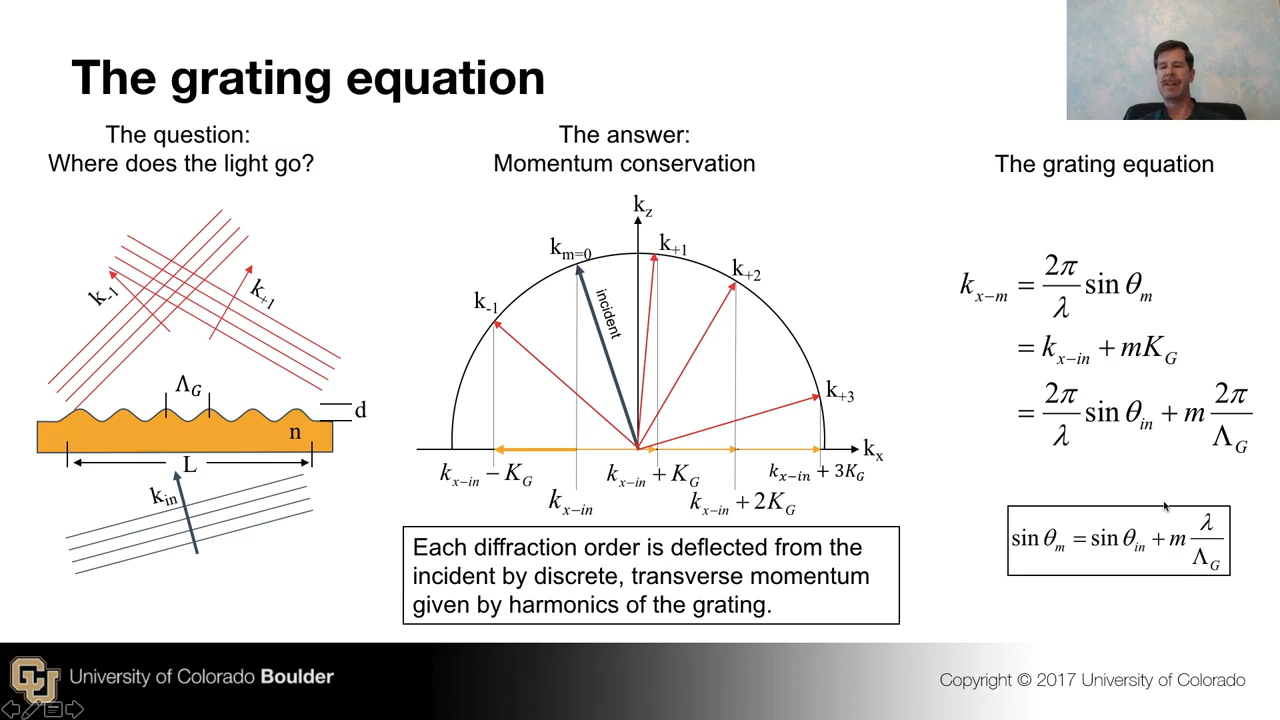 The grating equation
The question:
Where does the light go?
k-1
k+1
Λ_G
d
n
L
k_in
The answer:
Momentum conservation
k_z
k_m=0
k+1
k+2
k-1
incident
k+3
k_x
k_x−in − K_G
k_x−in + K_G
k_x−in + 3K_G
k_x−in
k_x−in + 2K_G
Each diffraction order is deflected from the
incident by discrete, transverse momentum
given by harmonics of the grating.
The grating equation
k_x−m = 2π/λ sin θ_m
= k_x−in + mK_G
= 2π/λ sin θ_in + m 2π/Λ_G
sin θ_m = sin θ_in + m λ/Λ_G
CU
University of Colorado Boulder
Copyright © 2017 University of Colorado